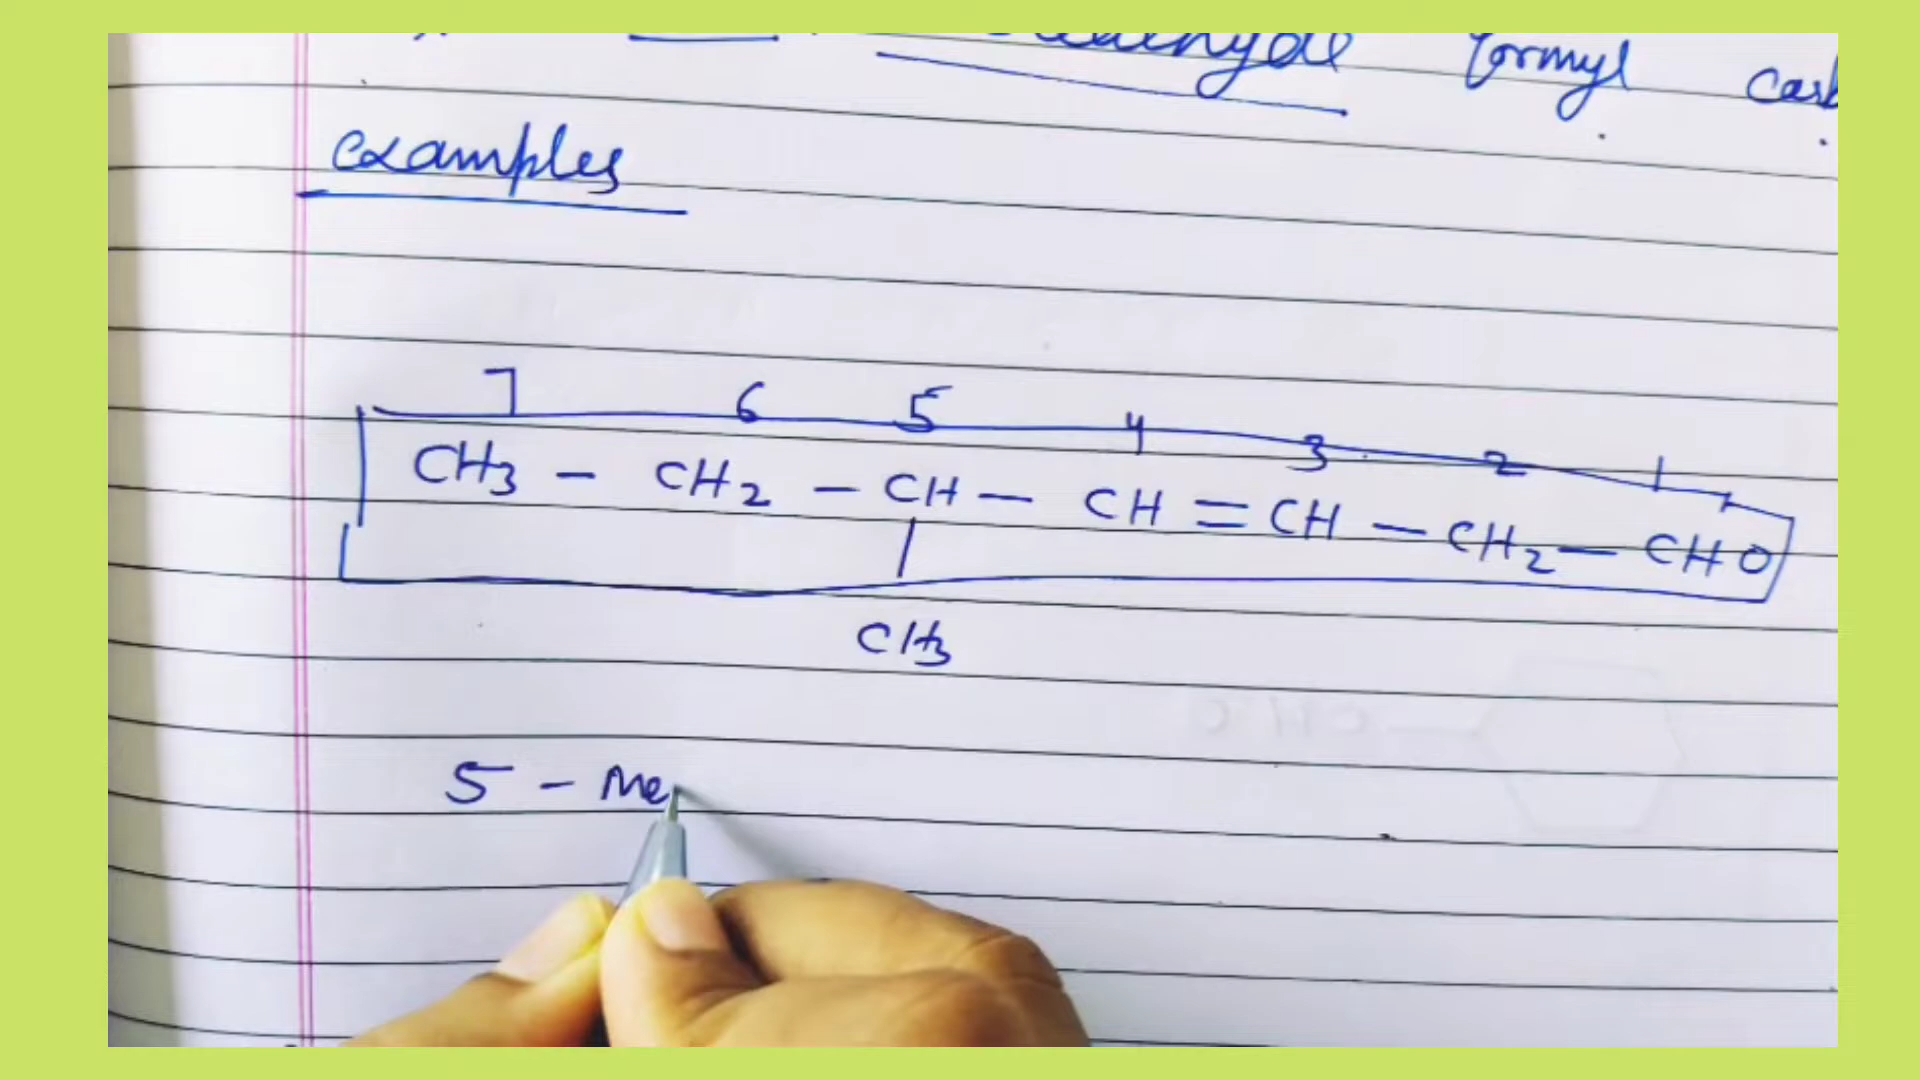 formyl
examples
7 6 5 4 3 2 1
CH3 - CH2 - CH - CH = CH - CH2 - CHO
CH3
5 - Me